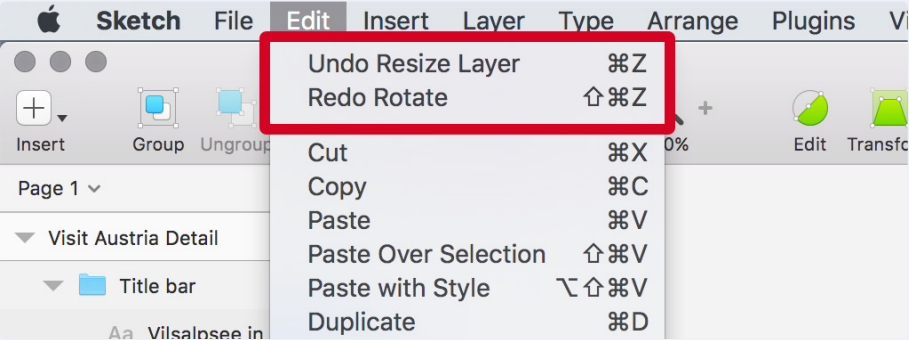 Sketch File Edit Insert Layer Type Arrange Plugins Vi
Undo Resize Layer ⌘Z
Redo Rotate ⇧⌘Z
Insert Group Ungroup 0% Edit Transfo
Cut ⌘X
Copy ⌘C
Page 1
Paste ⌘V
Visit Austria Detail
Paste Over Selection ⇧⌘V
Title bar
Paste with Style ⌥⇧⌘V
Duplicate ⌘D
Aa Vilsalpsee in